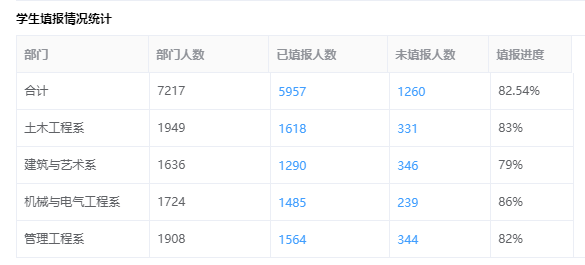 学生填报情况统计
部门 部门人数 已填报人数 未填报人数 填报进度
合计 7217 5957 1260 82.54%
土木工程系 1949 1618 331 83%
建筑与艺术系 1636 1290 346 79%
机械与电气工程系 1724 1485 239 86%
管理工程系 1908 1564 344 82%